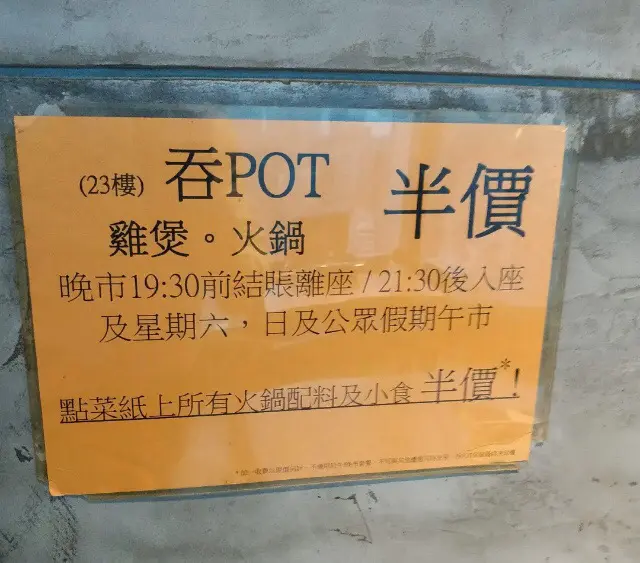 (23樓) 吞POT 半價
雞煲。火鍋
晚市19:30前結賬離座 / 21:30後入座
及星期六，日及公眾假期午市
點菜紙上所有火鍋配料及小食 半價*！